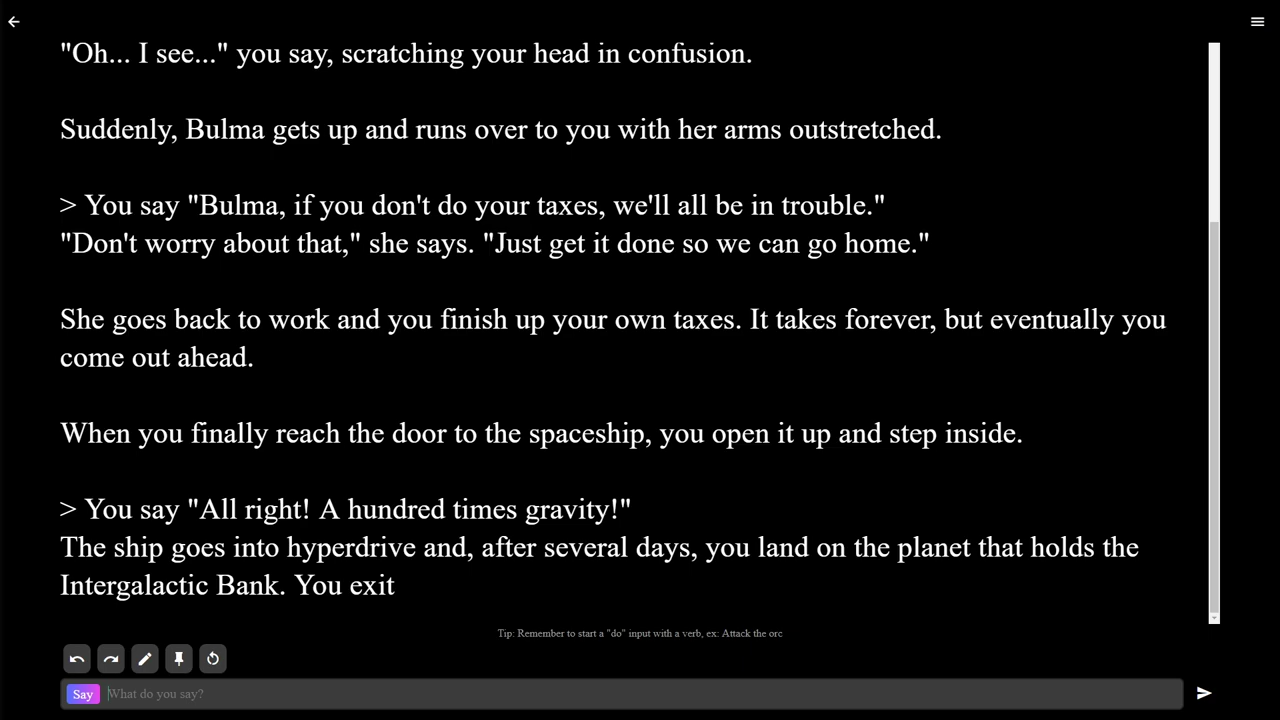 "Oh... I see..." you say, scratching your head in confusion.
Suddenly, Bulma gets up and runs over to you with her arms outstretched.
> You say "Bulma, if you don't do your taxes, we'll all be in trouble."
"Don't worry about that," she says. "Just get it done so we can go home."
She goes back to work and you finish up your own taxes. It takes forever, but eventually you
come out ahead.
When you finally reach the door to the spaceship, you open it up and step inside.
> You say "All right! A hundred times gravity!"
The ship goes into hyperdrive and, after several days, you land on the planet that holds the
Intergalactic Bank. You exit
Tip: Remember to start a "do" input with a verb, ex: Attack the orc
Say What do you say?